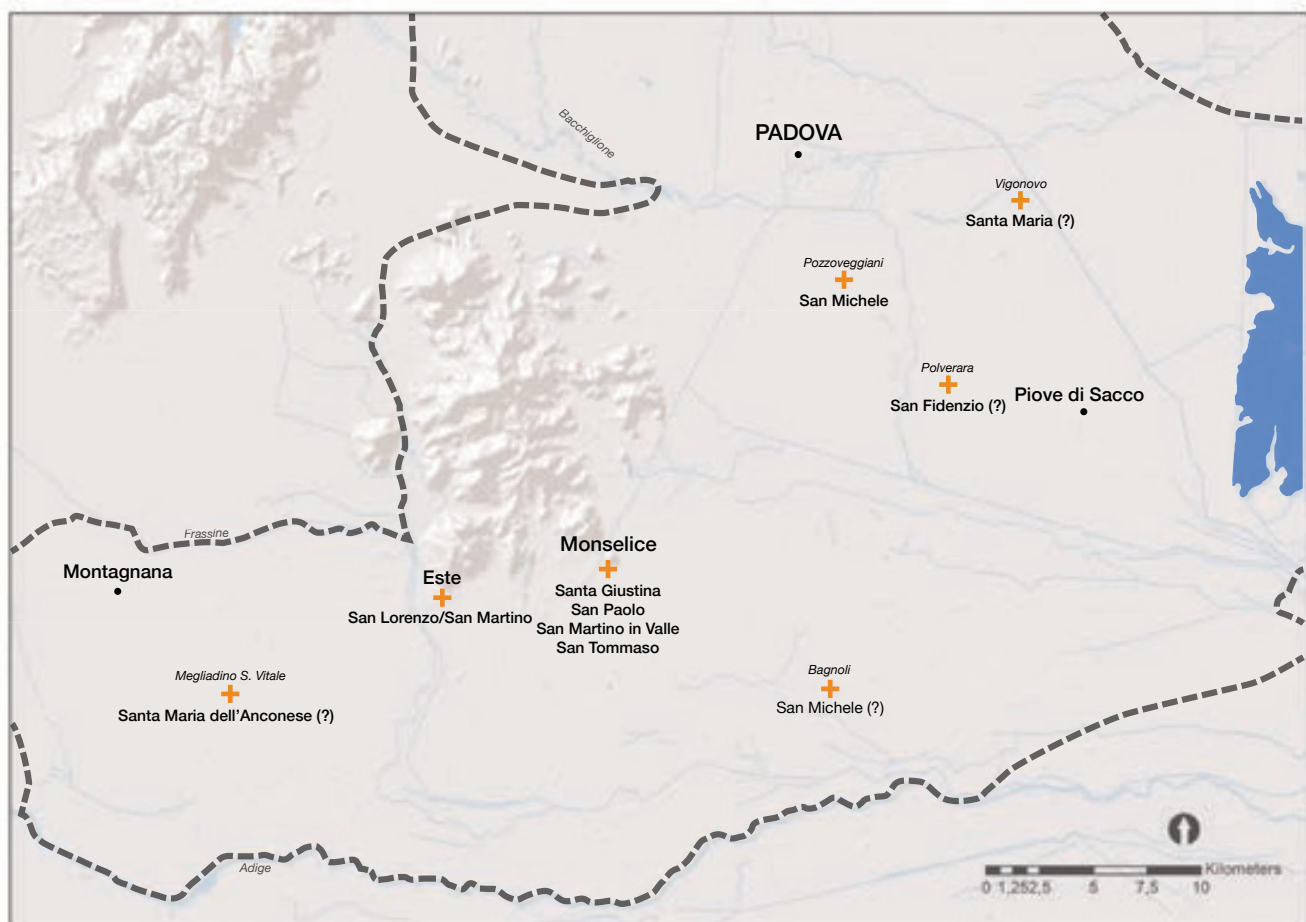 Bacchiglione
PADOVA
Vigonovo
Santa Maria (?)
Pozzoveggiani
San Michele
Polverara
San Fidenzio (?)
Piove di Sacco
Frassine
Montagnana
Monselice
Santa Giustina
San Paolo
San Martino in Valle
San Tommaso
Este
San Lorenzo/San Martino
Megliadino S. Vitale
Santa Maria dell'Anconese (?)
Bagnoli
San Michele (?)
Adige
Kilometers
0 1,252,5 5 7,5 10